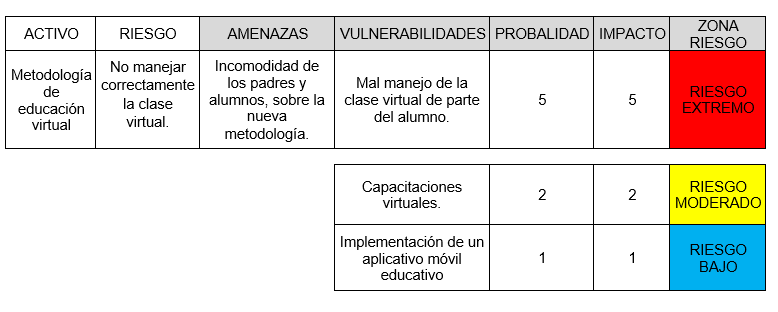 ACTIVO RIESGO AMENAZAS VULNERABILIDADES PROBALIDAD IMPACTO ZONA
RIESGO
Metodología
de
educación
virtual
No manejar
correctamente
la clase
virtual.
Incomodidad de
los padres y
alumnos, sobre la
nueva
metodología.
Mal manejo de la
clase virtual de parte
del alumno.
5
5
RIESGO
EXTREMO
Capacitaciones
virtuales.
2
2
RIESGO
MODERADO
Implementación de un
aplicativo móvil
educativo
1
1
RIESGO
BAJO